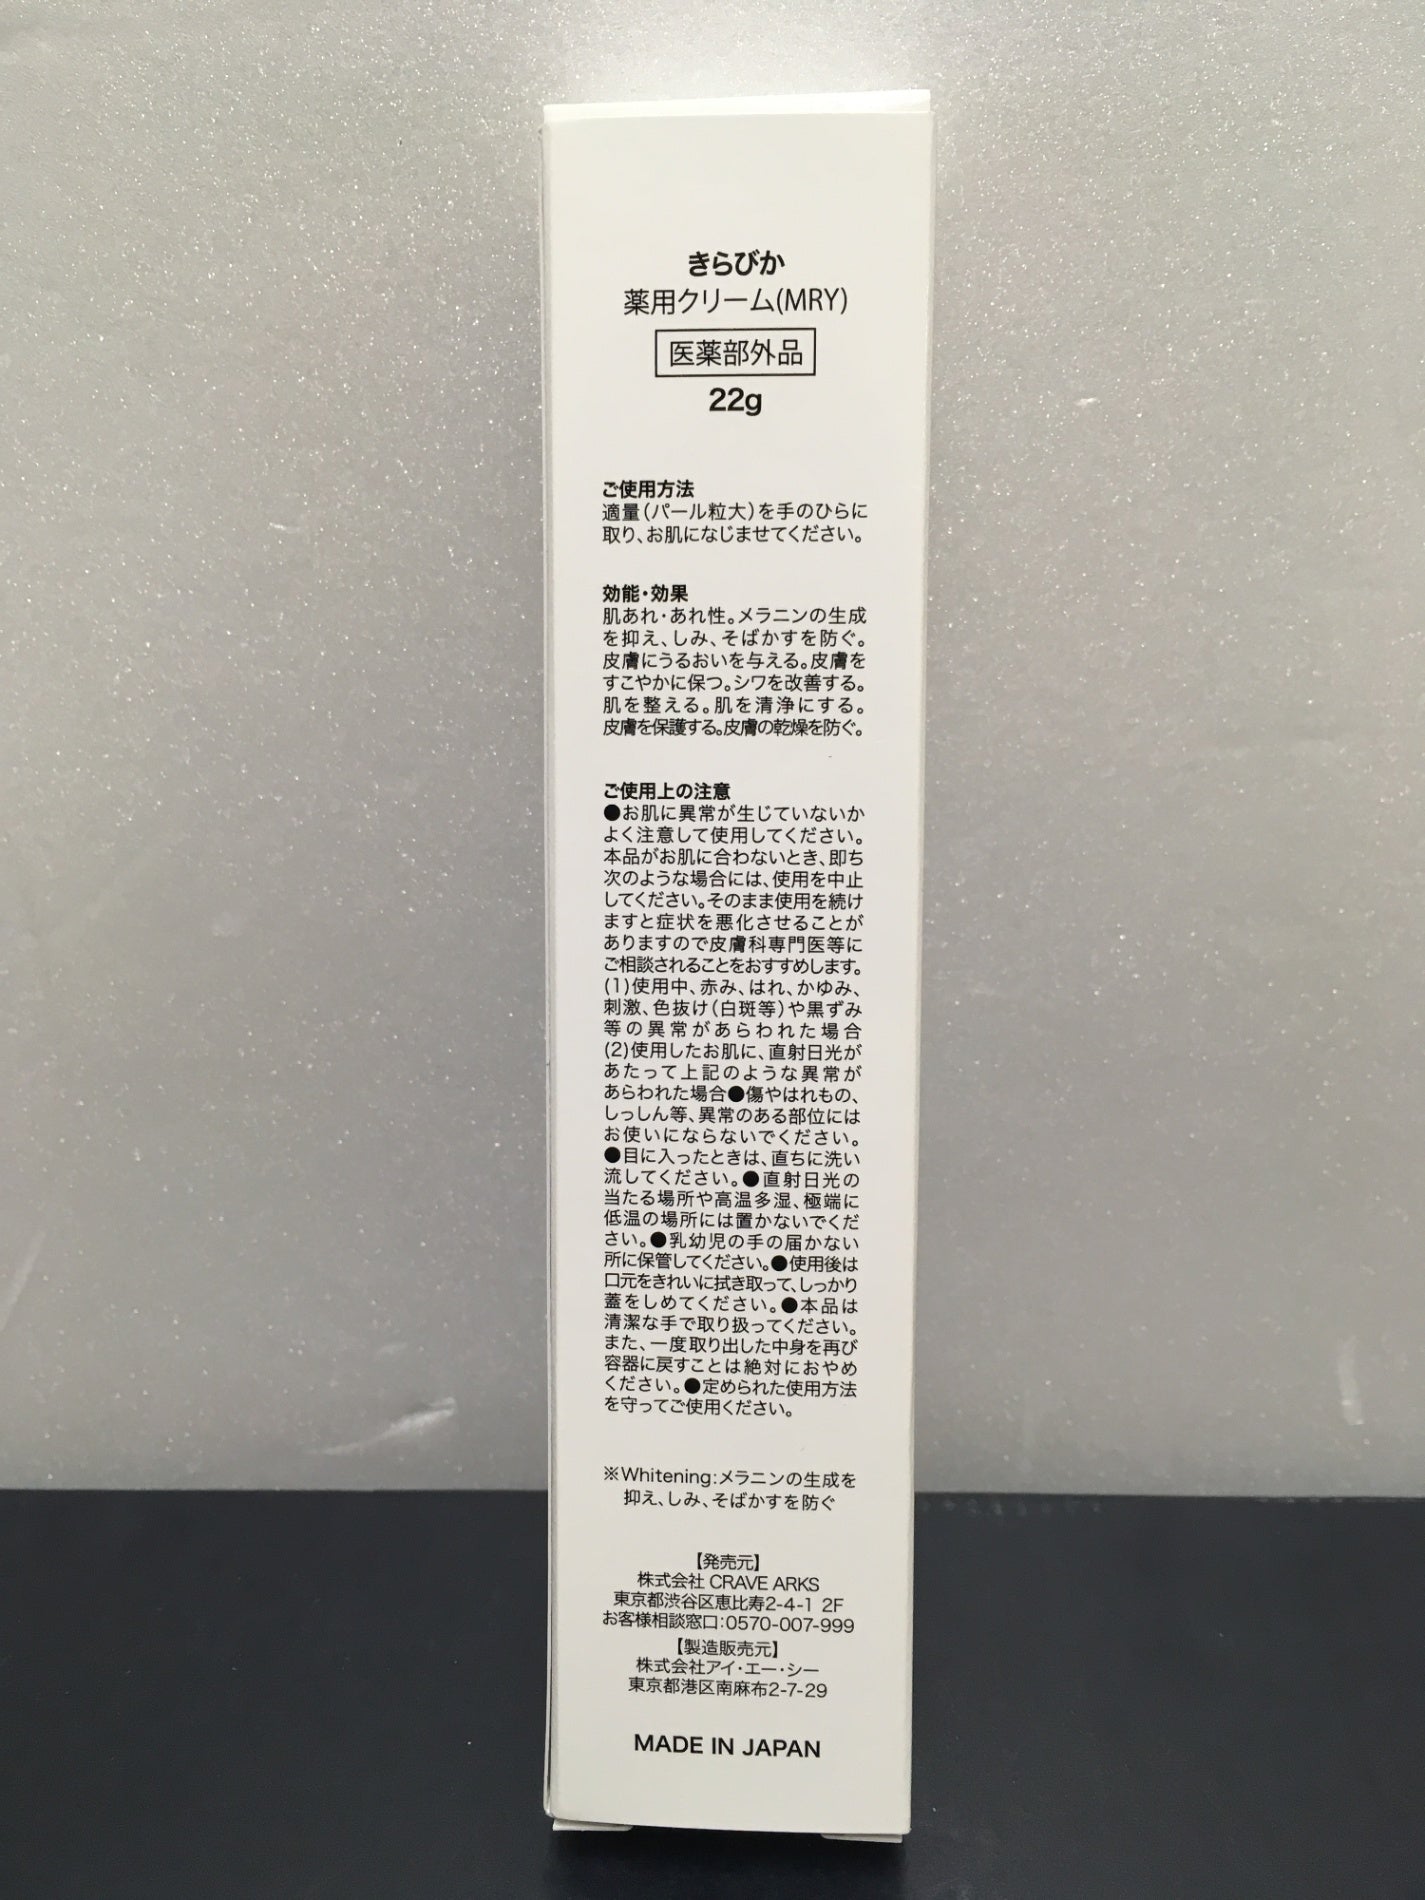 きらびか
薬用クリーム(MRY)
医薬部外品
22g
ご使用方法
適量(パール粒大)を手のひらに
取り、お肌になじませてください。
効能・効果
肌あれ・あれ性。メラニンの生成
を抑え、しみ、そばかすを防ぐ。
皮膚にうるおいを与える。皮膚を
すこやかに保つ。シワを改善する。
肌を整える。肌を清浄にする。
皮膚を保護する。皮膚の乾燥を防ぐ。
ご使用上の注意
●お肌に異常が生じていないか
よく注意して使用してください。
本品がお肌に合わないとき、即ち
次のような場合には、使用を中止
してください。そのまま使用を続け
ますと症状を悪化させることが
ありますので皮膚科専門医等に
ご相談されることをおすすめします。
(1)使用中、赤み、はれ、かゆみ、
刺激、色抜け(白斑等)や黒ずみ
等の異常があらわれた場合
(2)使用したお肌に、直射日光が
あたって上記のような異常が
あらわれた場合●傷やはれもの、
しっしん等、異常のある部位には
お使いにならないでください。
●目に入ったときは、直ちに洗い
流してください。●直射日光の
当たる場所や高温多湿、極端に
低温の場所には置かないでくだ
さい。●乳幼児の手の届かない
所に保管してください。●使用後は
口元をきれいに拭き取って、しっかり
蓋をしめてください。●本品は
清潔な手で取り扱ってください。
また、一度取り出した中身を再び
容器に戻すことは絶対におやめ
ください。●定められた使用方法
を守ってご使用ください。
※Whitening:メラニンの生成を
抑え、しみ、そばかすを防ぐ
【発売元】
株式会社 CRAVE ARKS
東京都渋谷区恵比寿2-4-1 2F
お客様相談窓口:0570-007-999
【製造販売元】
株式会社アイ・エー・シー
東京都港区南麻布2-7-29
MADE IN JAPAN